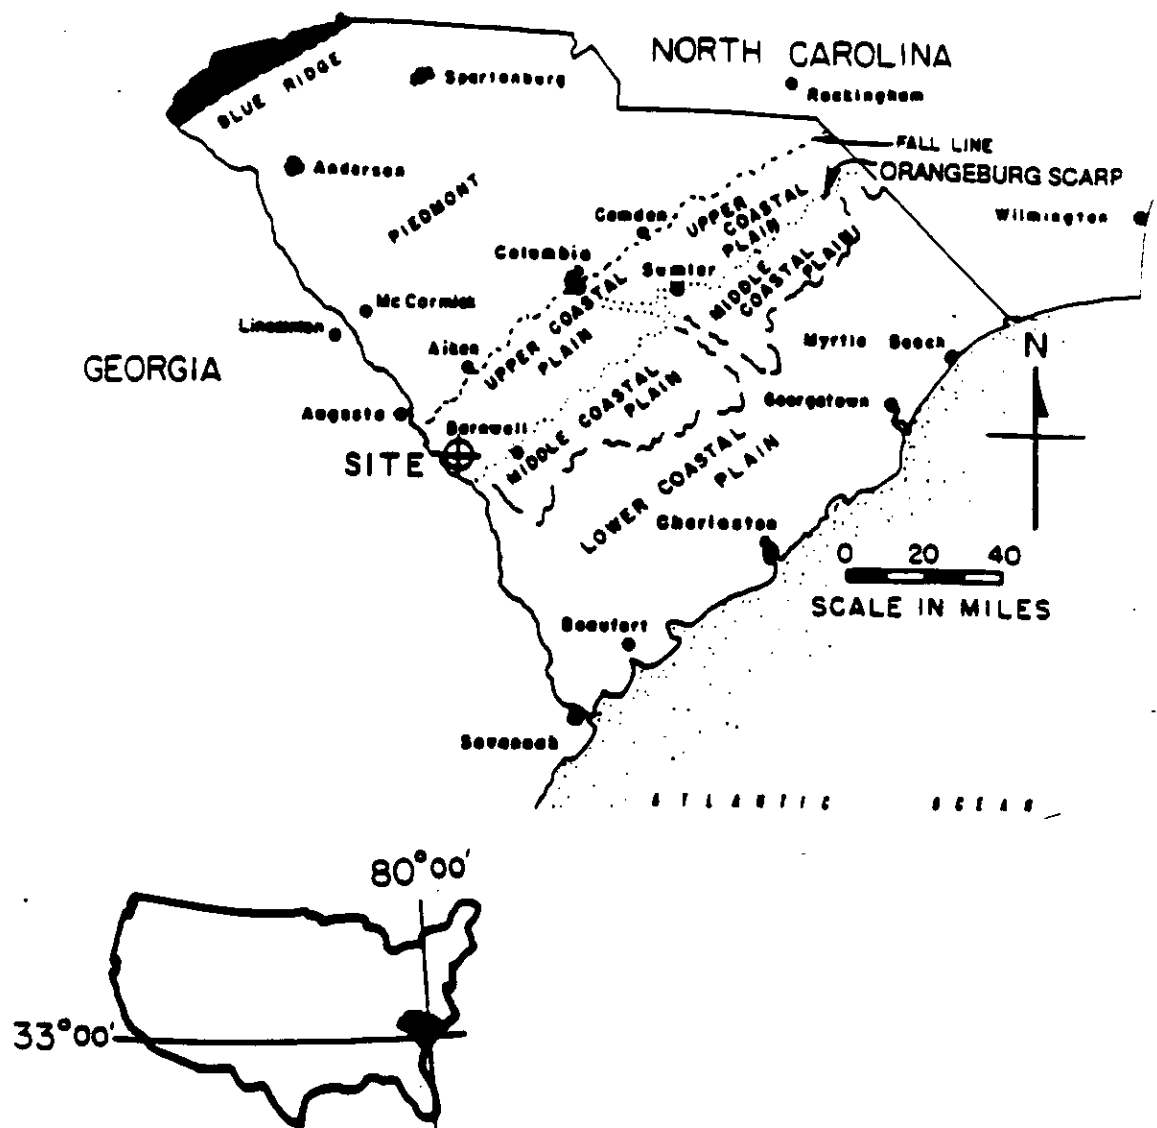 NORTH CAROLINA
BLUE RIDGE
Spartanburg
Rockingham
FALL LINE
Anderson
ORANGEBURG SCARP
PIEDMONT
UPPER COASTAL PLAIN
Wilmington
Camden
Columbia
Sumter
MIDDLE COASTAL PLAIN
McCormick
Lincolnton
UPPER COASTAL PLAIN
Myrtle Beach
N
Aiken
GEORGIA
Georgetown
Augusta
Barnwell
MIDDLE COASTAL PLAIN
SITE
LOWER COASTAL PLAIN
Charleston
0 20 40
SCALE IN MILES
Beaufort
Savannah
ATLANTIC OCEAN
80°00'
33°00'